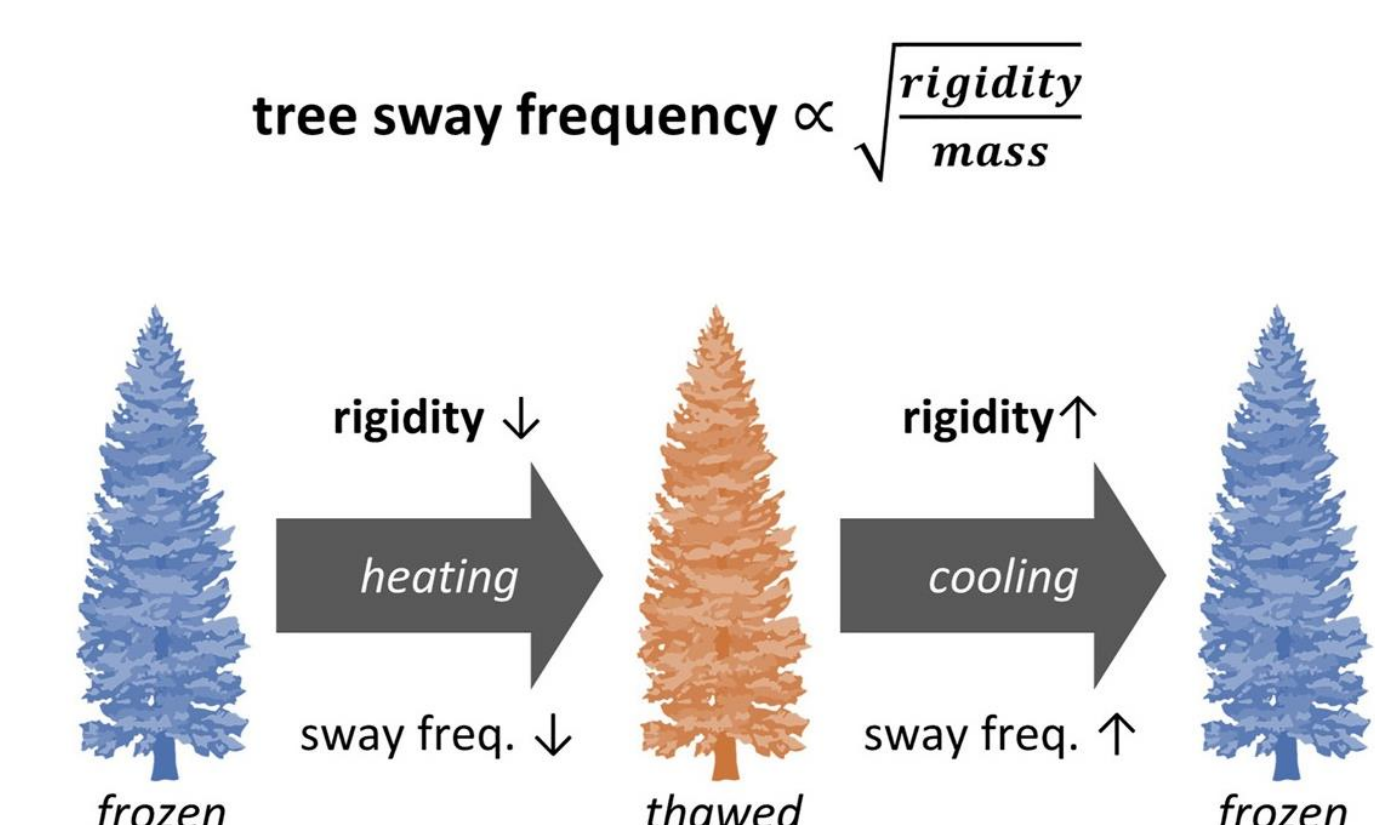 tree sway frequency ∝ √(rigidity/mass)
rigidity ↓
rigidity↑
heating
cooling
sway freq. ↓
sway freq. ↑
frozen
thawed
frozen